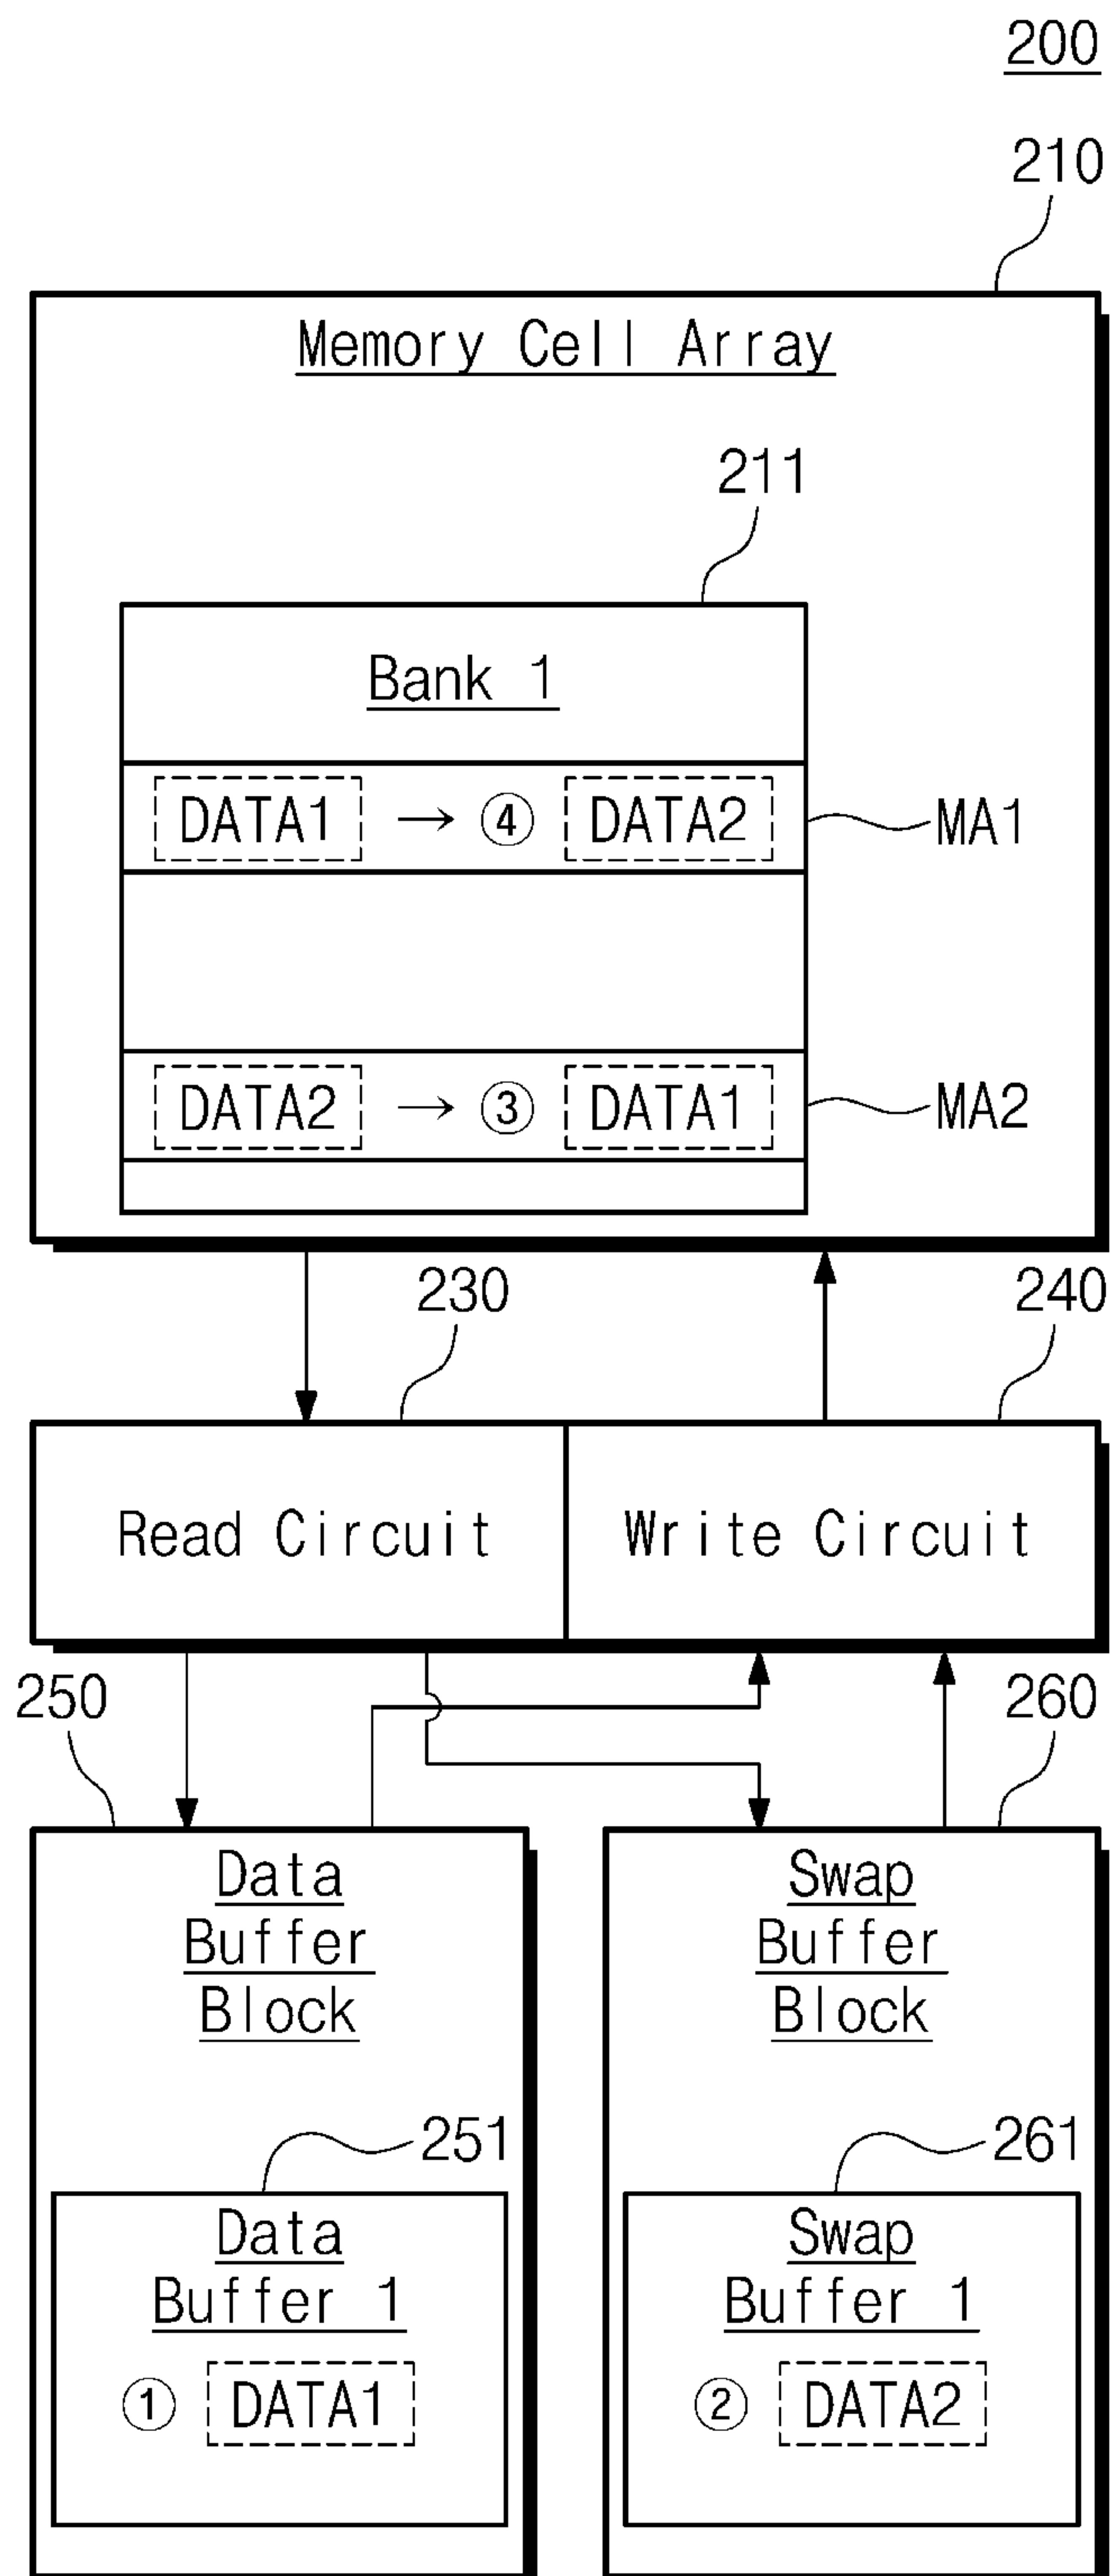 200
210
Memory Cell Array
211
Bank 1
DATA1 → ④ DATA2 MA1
DATA2 → ③ DATA1 MA2
230 240
Read Circuit Write Circuit
250 260
Data
Buffer
Block
Swap
Buffer
Block
251
Data
Buffer 1
① DATA1
261
Swap
Buffer 1
② DATA2